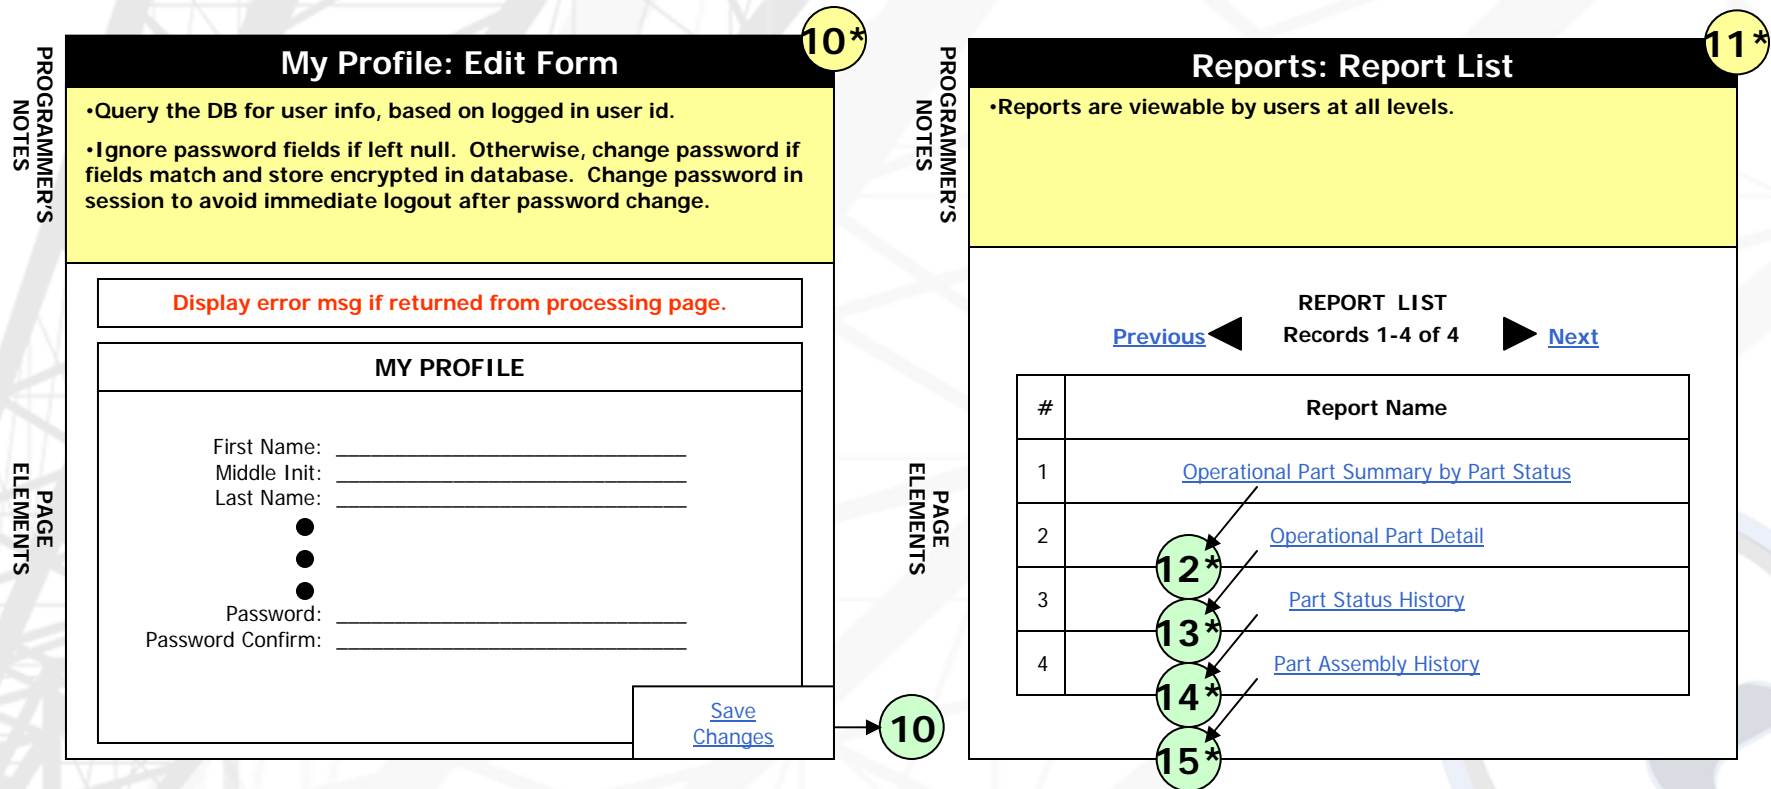 My Profile: Edit Form
10*
PROGRAMMER'S
NOTES
•Query the DB for user info, based on logged in user id.
•Ignore password fields if left null.  Otherwise, change password if
fields match and store encrypted in database.  Change password in
session to avoid immediate logout after password change.
PAGE
ELEMENTS
Display error msg if returned from processing page.
MY PROFILE
First Name: ______________________________
Middle Init: ______________________________
Last Name: ______________________________
Password: ______________________________
Password Confirm: ______________________________
Save
Changes
10
Reports: Report List
11*
PROGRAMMER'S
NOTES
•Reports are viewable by users at all levels.
PAGE
ELEMENTS
REPORT LIST
Previous Records 1-4 of 4 Next
# Report Name
1 Operational Part Summary by Part Status
2 Operational Part Detail
12*
3 Part Status History
13*
4 Part Assembly History
14*
15*